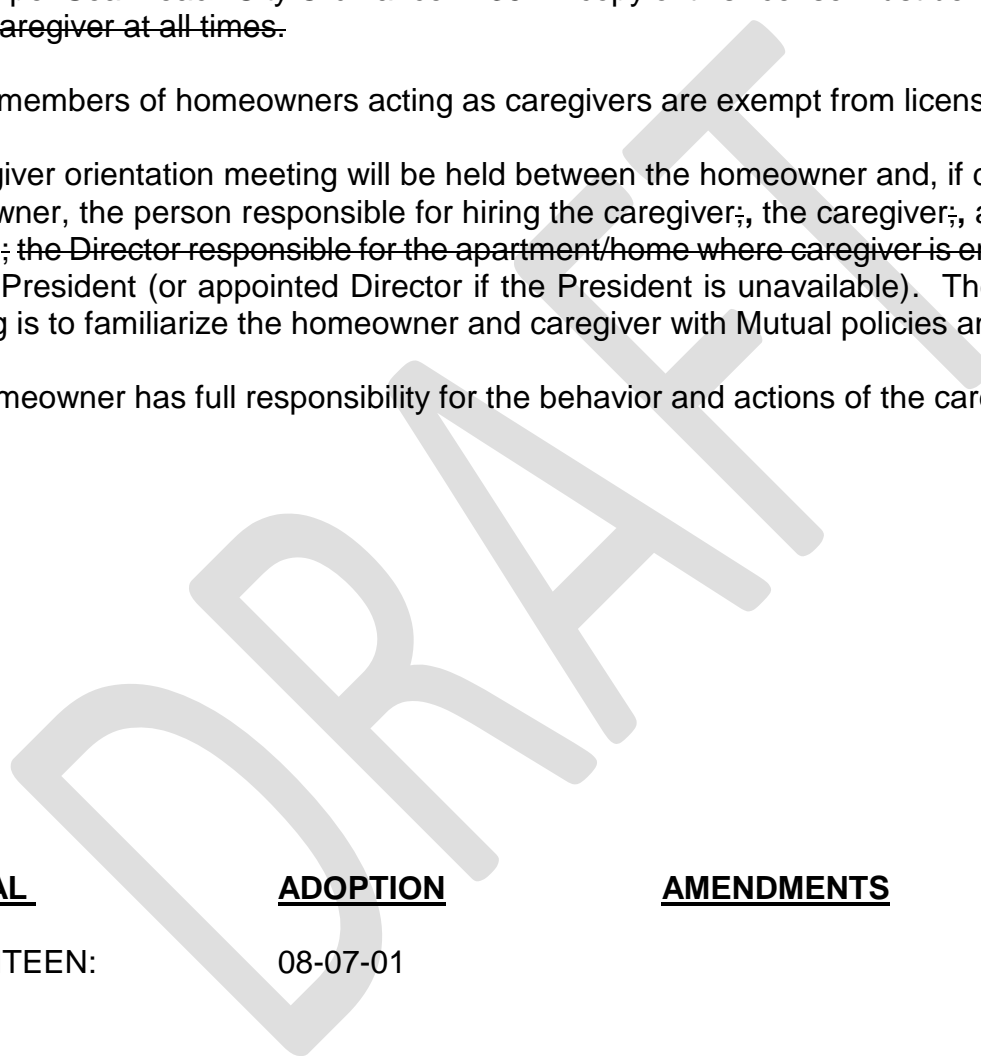 aregiver at all times.
members of homeowners acting as caregivers are exempt from licens
giver orientation meeting will be held between the homeowner and, if
wner, the person responsible for hiring the caregiver;, the caregiver;,
; the Director responsible for the apartment/home where caregiver is
President (or appointed Director if the President is unavailable). The
g is to familiarize the homeowner and caregiver with Mutual policies
meowner has full responsibility for the behavior and actions of the
DRAFT
AL ADOPTION AMENDMENTS
TEEN: 08-07-01